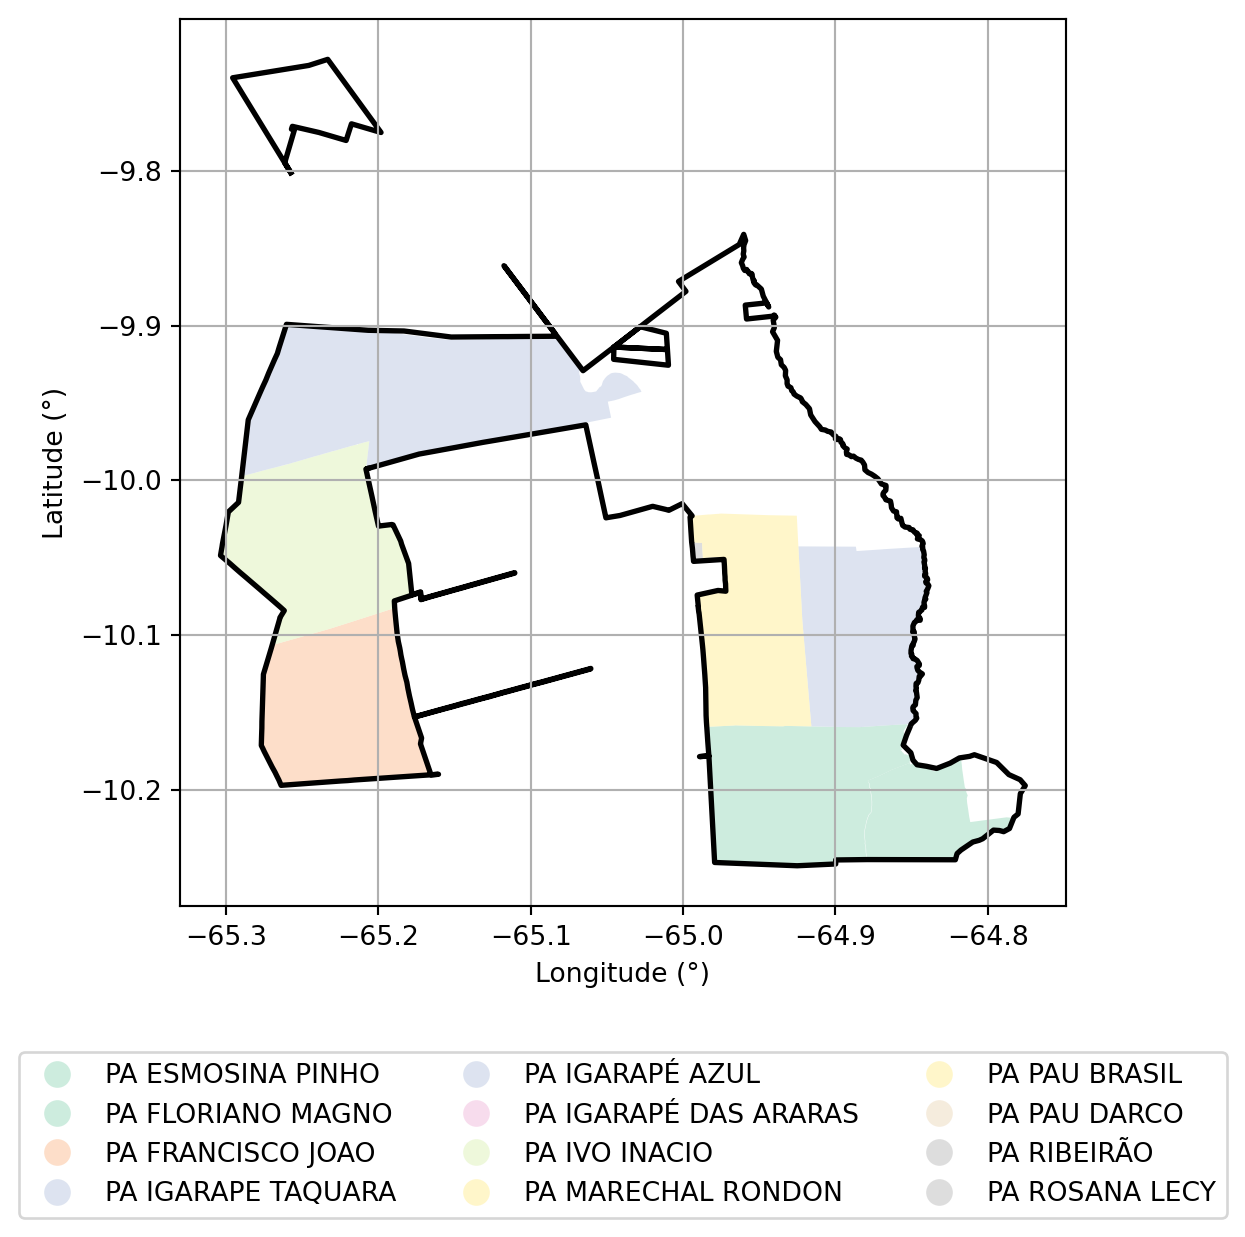 −9.8
−9.9
−10.0
−10.1
−10.2
Latitude (°)
−65.3 −65.2 −65.1 −65.0 −64.9 −64.8
Longitude (°)
PA ESMOSINA PINHO
PA FLORIANO MAGNO
PA FRANCISCO JOAO
PA IGARAPE TAQUARA
PA IGARAPÉ AZUL
PA IGARAPÉ DAS ARARAS
PA IVO INACIO
PA MARECHAL RONDON
PA PAU BRASIL
PA PAU DARCO
PA RIBEIRÃO
PA ROSANA LECY